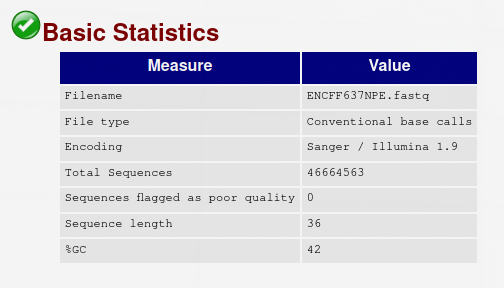 Basic Statistics
Measure Value
Filename ENCFF637NPE.fastq
File type Conventional base calls
Encoding Sanger / Illumina 1.9
Total Sequences 46664563
Sequences flagged as poor quality 0
Sequence length 36
%GC 42